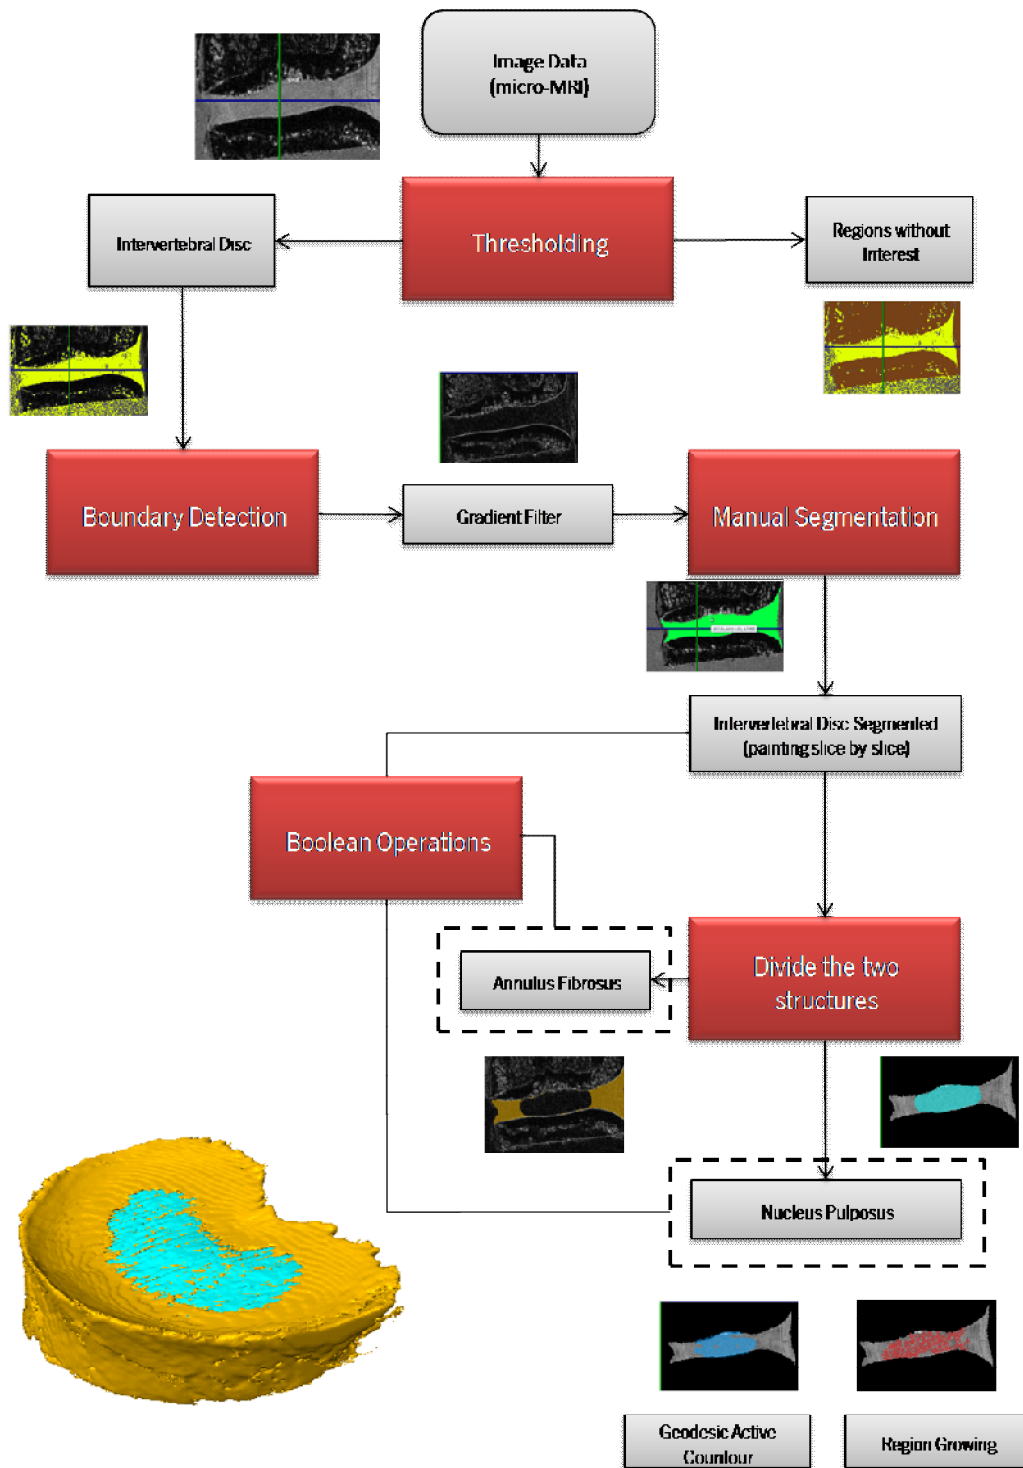 Image Data
(micro-MRI)
Thresholding
Intervertebral Disc
Regions without
Interest
Boundary Detection
Gradient Filter
Manual Segmentation
Intervertebral Disc Segmented
(painting slice by slice)
Boolean Operations
Annulus Fibrosus
Divide the two
structures
Nucleus Pulposus
Geodesic Active
Countour
Region Growing